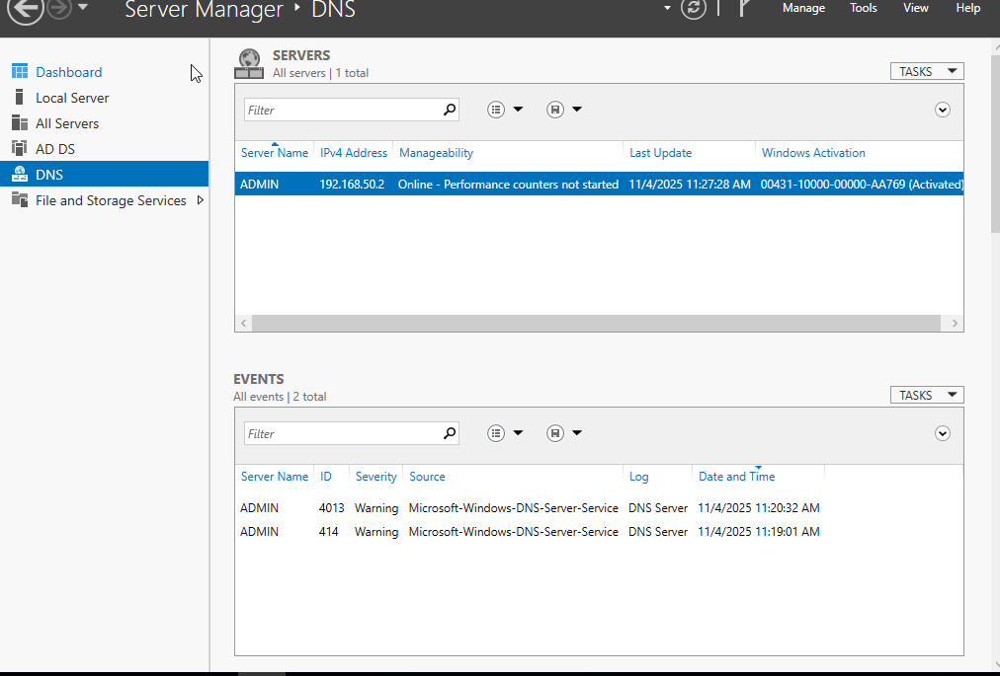 Server Manager ‣ DNS
Manage Tools View Help
Dashboard
Local Server
All Servers
AD DS
DNS
File and Storage Services
SERVERS
All servers | 1 total
TASKS
Filter
Server Name IPv4 Address Manageability Last Update Windows Activation
ADMIN 192.168.50.2 Online - Performance counters not started 11/4/2025 11:27:28 AM 00431-10000-00000-AA769 (Activated)
EVENTS
All events | 2 total
TASKS
Filter
Server Name ID Severity Source Log Date and Time
ADMIN 4013 Warning Microsoft-Windows-DNS-Server-Service DNS Server 11/4/2025 11:20:32 AM
ADMIN 414 Warning Microsoft-Windows-DNS-Server-Service DNS Server 11/4/2025 11:19:01 AM